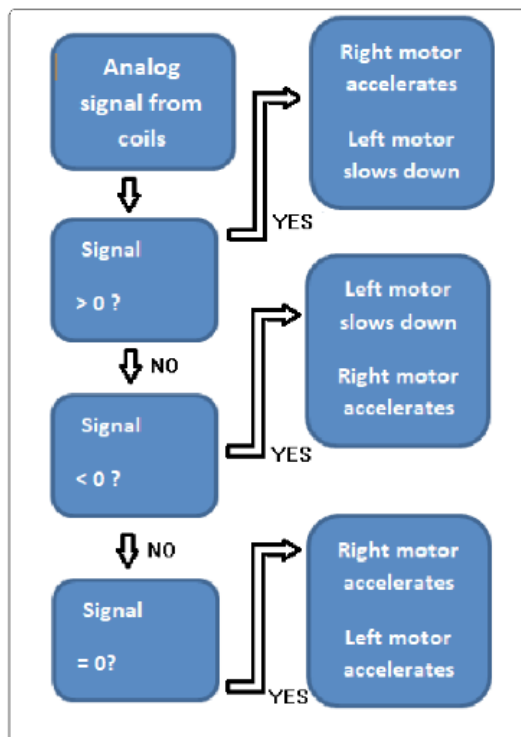 Analog
signal from
coils
Right motor
accelerates
Left motor
slows down
YES
Signal
> 0 ?
NO
Left motor
slows down
Right motor
accelerates
YES
Signal
< 0 ?
NO
Right motor
accelerates
Left motor
accelerates
YES
Signal
= 0?